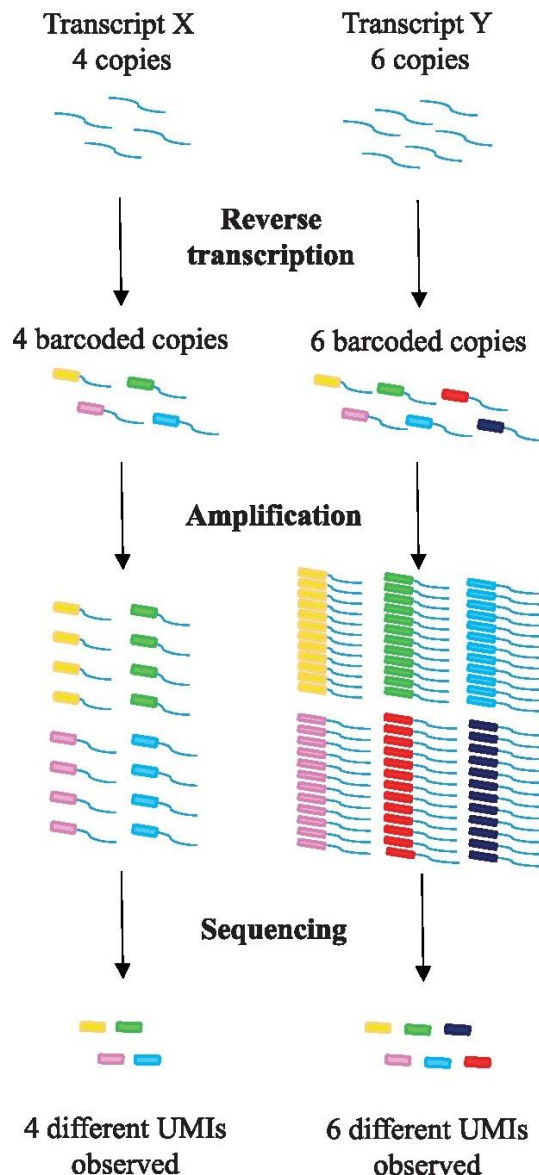 Transcript X
4 copies
Transcript Y
6 copies
Reverse
transcription
4 barcoded copies
6 barcoded copies
Amplification
Sequencing
4 different UMIs
observed
6 different UMIs
observed